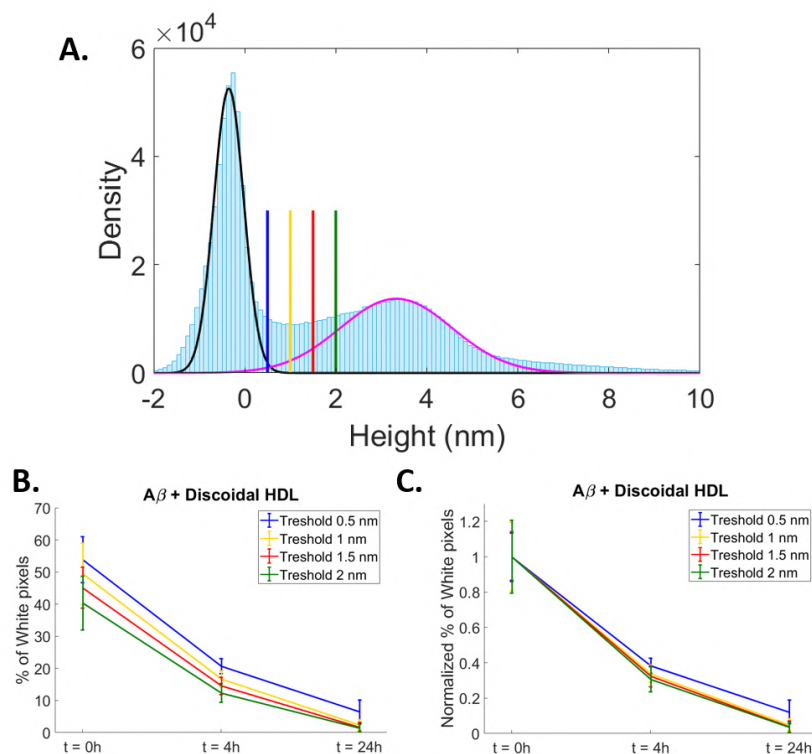 A.
×10⁴
6
4
2
0
Density
-2
0
2
4
6
8
10
Height (nm)
B.
Aβ + Discoidal HDL
70
60
50
40
30
20
10
0
% of White pixels
Treshold 0.5 nm
Treshold 1 nm
Treshold 1.5 nm
Treshold 2 nm
t = 0h
t = 4h
t = 24h
C.
Aβ + Discoidal HDL
1.2
1
0.8
0.6
0.4
0.2
0
Normalized % of White pixels
Treshold 0.5 nm
Treshold 1 nm
Treshold 1.5 nm
Treshold 2 nm
t = 0h
t = 4h
t = 24h